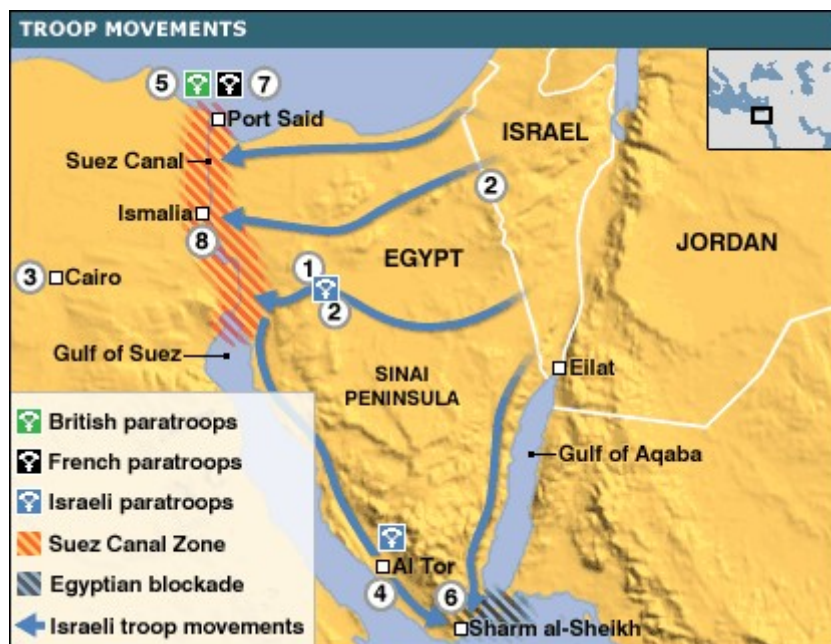 TROOP MOVEMENTS
5
7
Port Said
ISRAEL
Suez Canal
2
Ismalia
8
EGYPT
JORDAN
1
3
Cairo
2
Gulf of Suez
SINAI
PENINSULA
Eilat
British paratroops
French paratroops
Gulf of Aqaba
Israeli paratroops
Suez Canal Zone
Al Tor
Egyptian blockade
4
6
Israeli troop movements
Sharm al-Sheikh